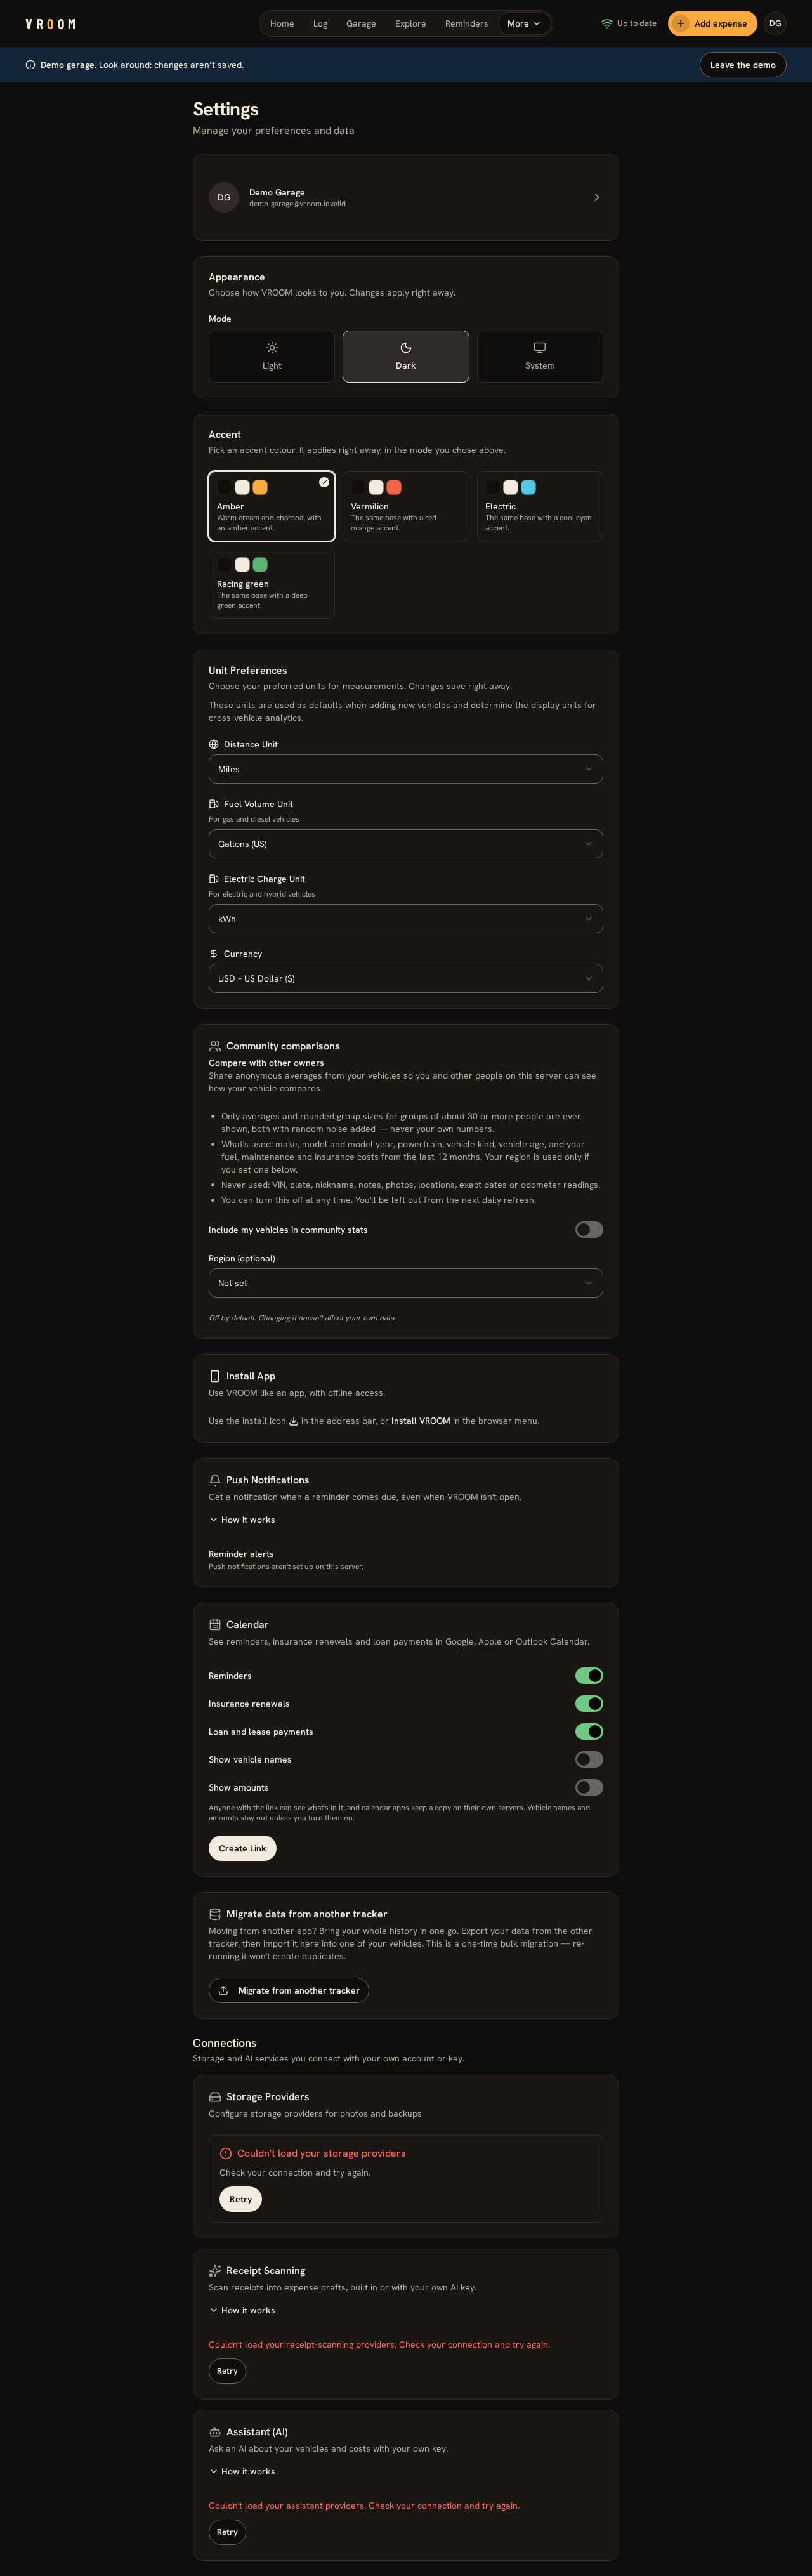 VROOM
Home
Log
Garage
Explore
Reminders
More
Up to date
Add expense
DG
Demo garage. Look around: changes aren’t saved.
Leave the demo
Settings
Manage your preferences and data
DG
Demo Garage
demo-garage@vroom.invalid
Appearance
Choose how VROOM looks to you. Changes apply right away.
Mode
Light
Dark
System
Accent
Pick an accent colour. It applies right away, in the mode you chose above.
Amber
Warm cream and charcoal with
an amber accent.
Vermilion
The same base with a red-
orange accent.
Electric
The same base with a cool cyan
accent.
Racing green
The same base with a deep
green accent.
Unit Preferences
Choose your preferred units for measurements. Changes save right away.
These units are used as defaults when adding new vehicles and determine the display units for
cross-vehicle analytics.
Distance Unit
Miles
Fuel Volume Unit
For gas and diesel vehicles
Gallons (US)
Electric Charge Unit
For electric and hybrid vehicles
kWh
Currency
USD – US Dollar ($)
Community comparisons
Compare with other owners
Share anonymous averages from your vehicles so you and other people on this server can see
how your vehicle compares.
• Only averages and rounded group sizes for groups of about 30 or more people are ever
shown, both with random noise added — never your own numbers.
• What's used: make, model and model year, powertrain, vehicle kind, vehicle age, and your
fuel, maintenance and insurance costs from the last 12 months. Your region is used only if
you set one below.
• Never used: VIN, plate, nickname, notes, photos, locations, exact dates or odometer readings.
• You can turn this off at any time. You'll be left out from the next daily refresh.
Include my vehicles in community stats
Region (optional)
Not set
Off by default. Changing it doesn't affect your own data.
Install App
Use VROOM like an app, with offline access.
Use the install icon in the address bar, or Install VROOM in the browser menu.
Push Notifications
Get a notification when a reminder comes due, even when VROOM isn't open.
How it works
Reminder alerts
Push notifications aren't set up on this server.
Calendar
See reminders, insurance renewals and loan payments in Google, Apple or Outlook Calendar.
Reminders
Insurance renewals
Loan and lease payments
Show vehicle names
Show amounts
Anyone with the link can see what's in it, and calendar apps keep a copy on their own servers. Vehicle names and
amounts stay out unless you turn them on.
Create Link
Migrate data from another tracker
Moving from another app? Bring your whole history in one go. Export your data from the other
tracker, then import it here into one of your vehicles. This is a one-time bulk migration — re-
running it won't create duplicates.
Migrate from another tracker
Connections
Storage and AI services you connect with your own account or key.
Storage Providers
Configure storage providers for photos and backups
Couldn't load your storage providers
Check your connection and try again.
Retry
Receipt Scanning
Scan receipts into expense drafts, built in or with your own AI key.
How it works
Couldn't load your receipt-scanning providers. Check your connection and try again.
Retry
Assistant (AI)
Ask an AI about your vehicles and costs with your own key.
How it works
Couldn't load your assistant providers. Check your connection and try again.
Retry